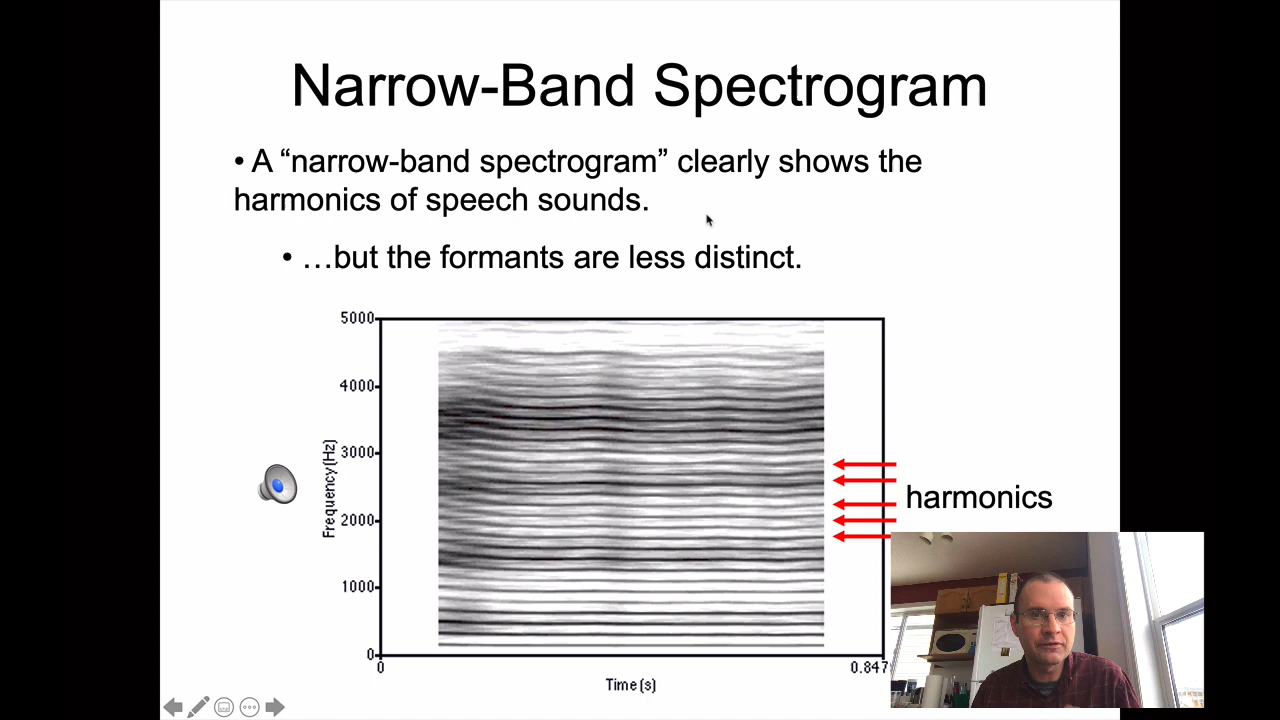 Narrow-Band Spectrogram
• A “narrow-band spectrogram” clearly shows the
harmonics of speech sounds.
• …but the formants are less distinct.
5000
4000
3000
2000
1000
0
Frequency (Hz)
0
0.847
Time (s)
harmonics